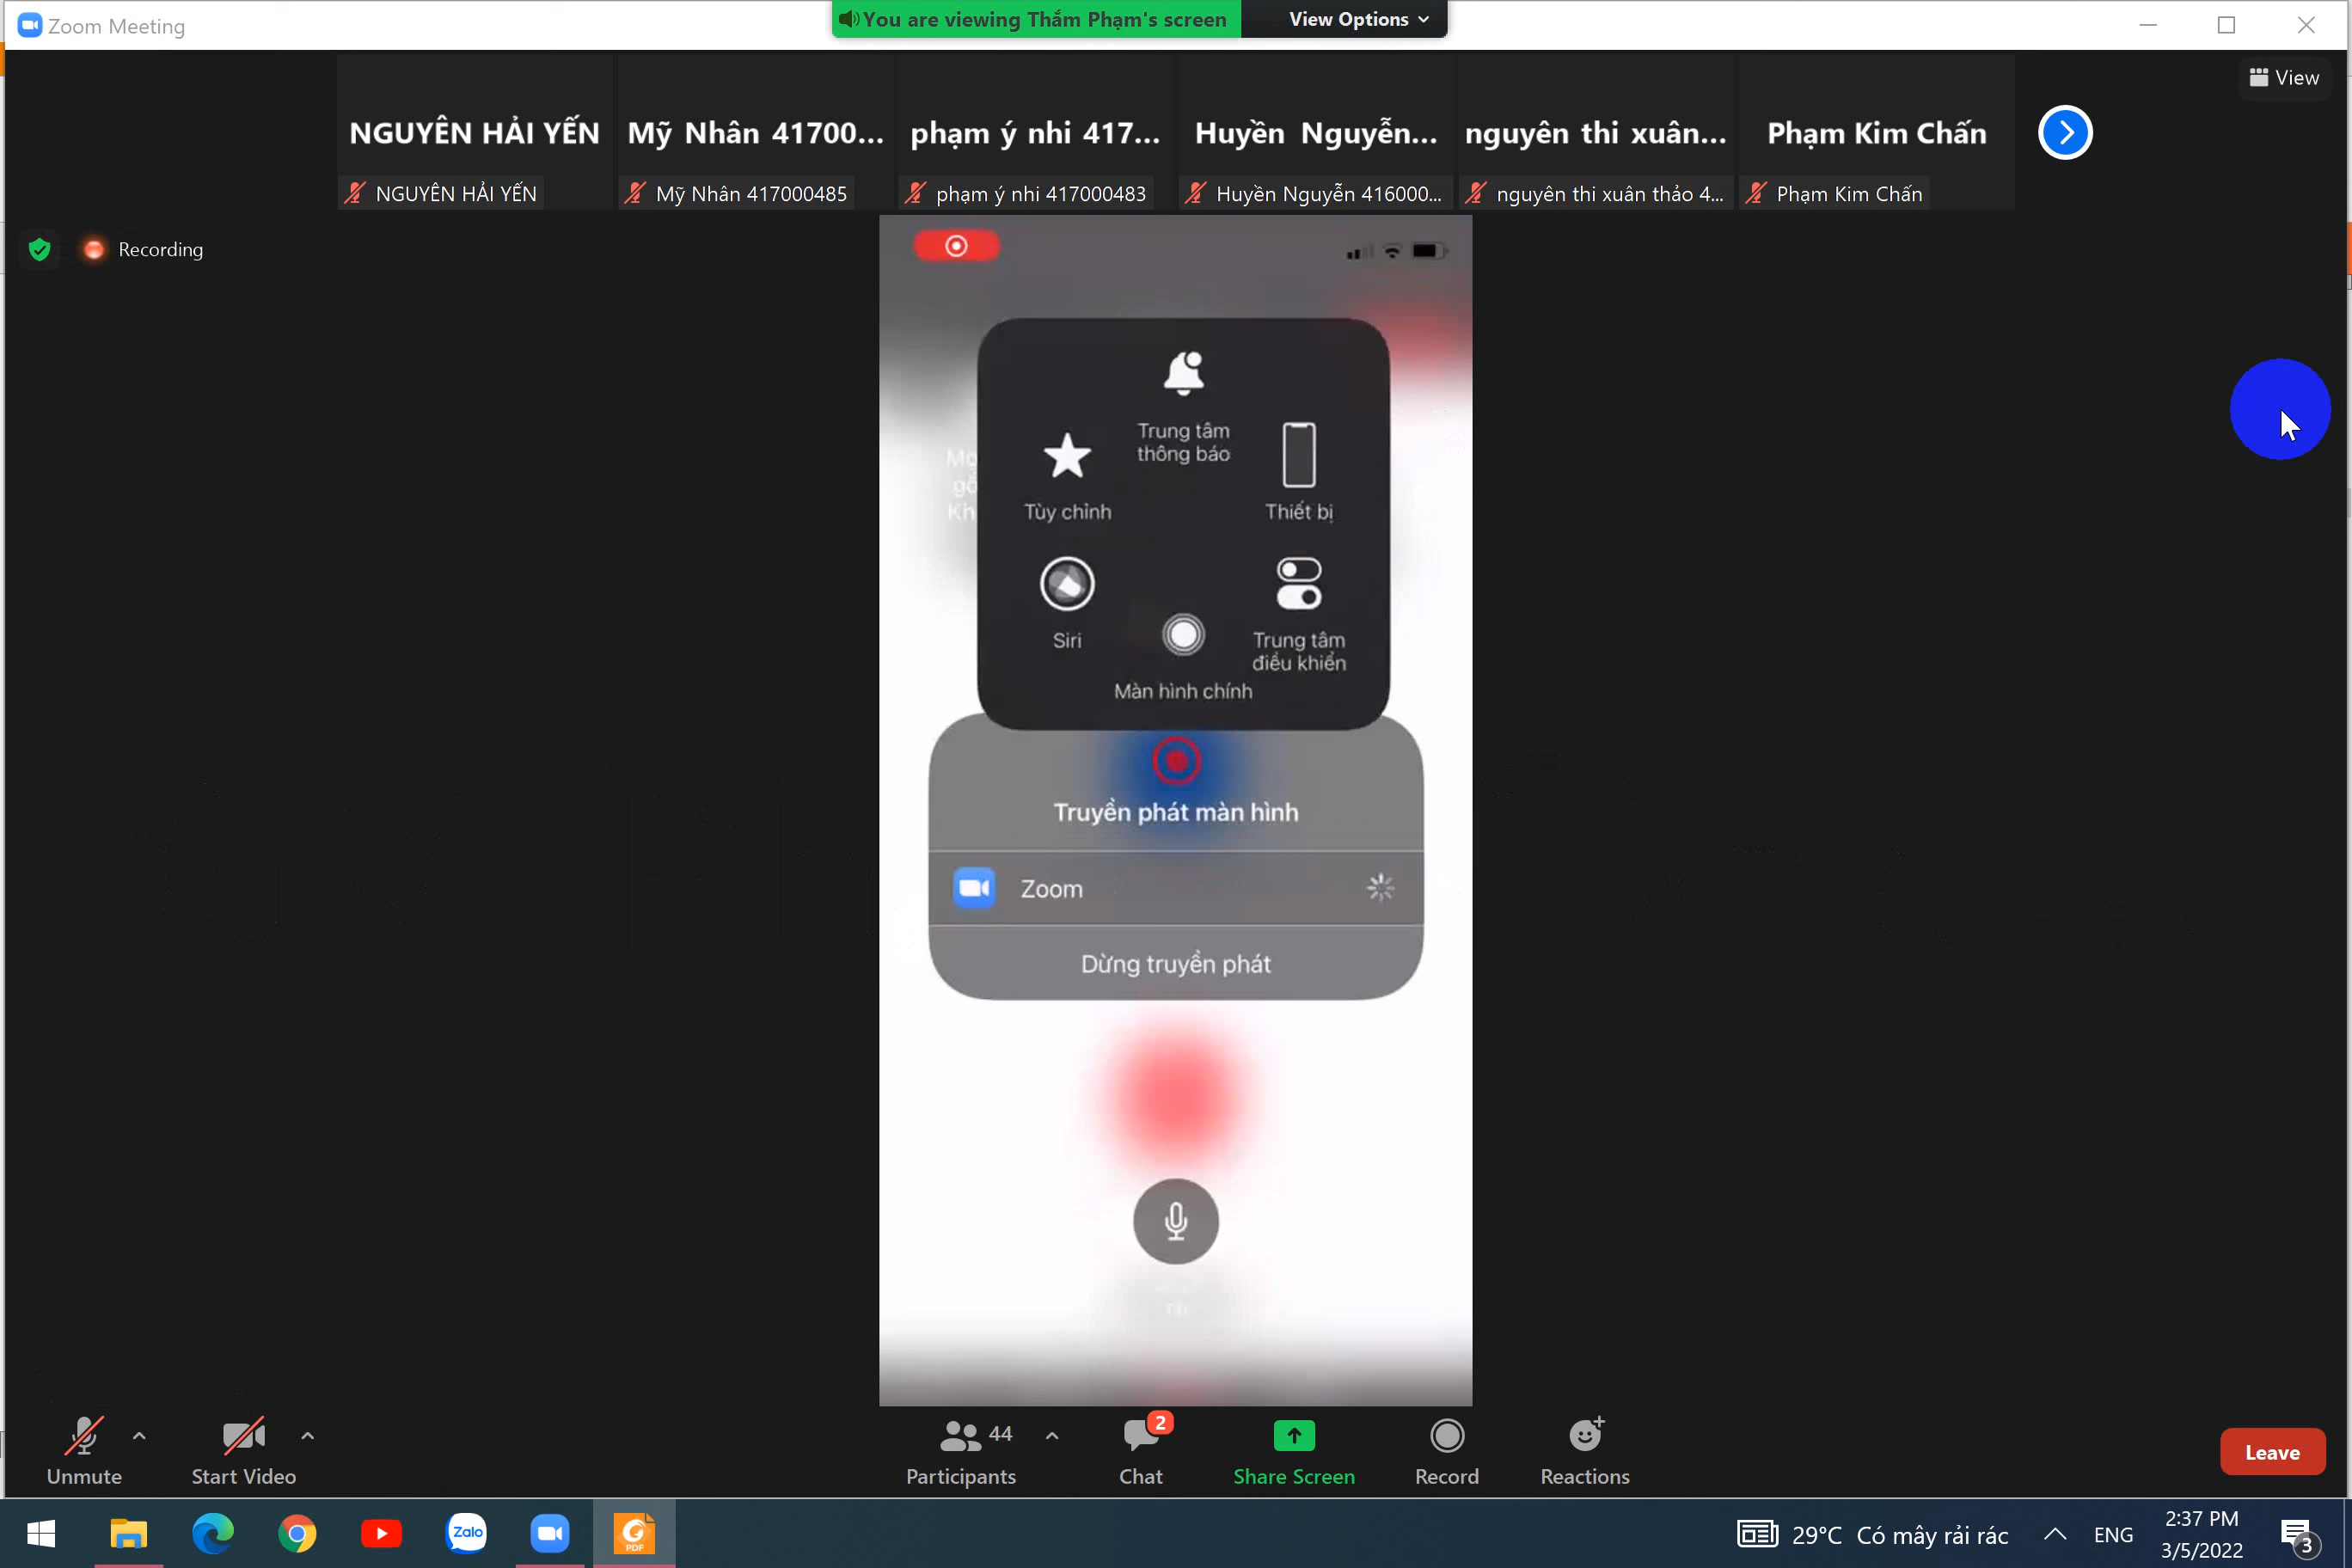 Zoom Meeting
You are viewing Thắm Phạm's screen
View Options
View
NGUYÊN HẢI YẾN
Mỹ Nhân 41700...
phạm ý nhi 417...
Huyền Nguyễn...
nguyên thi xuân...
Phạm Kim Chấn
NGUYÊN HẢI YẾN
Mỹ Nhân 417000485
phạm ý nhi 417000483
Huyền Nguyễn 416000...
nguyên thi xuân thảo 4...
Phạm Kim Chấn
Recording
Trung tâm
thông báo
Tùy chỉnh
Thiết bị
Siri
Trung tâm
điều khiển
Màn hình chính
Truyền phát màn hình
Zoom
Dừng truyền phát
Unmute
Start Video
44
Participants
2
Chat
Share Screen
Record
Reactions
Leave
Zalo
PDF
29°C Có mây rải rác
ENG
2:37 PM
3/5/2022
3